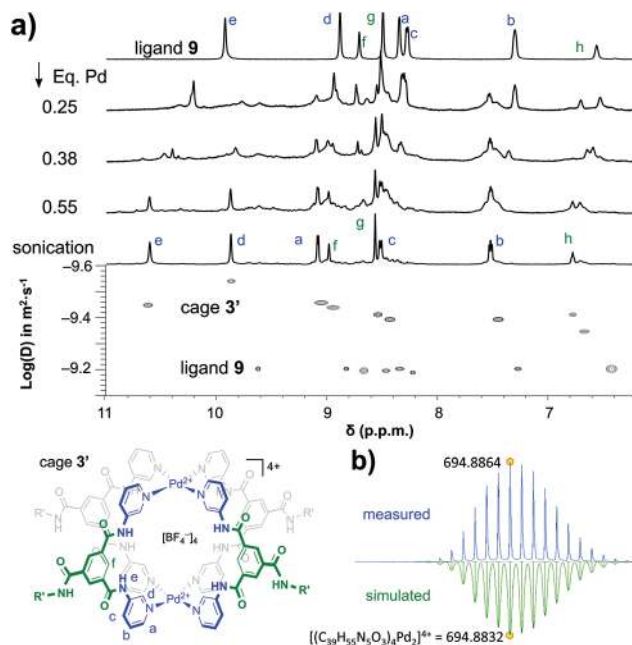 a)
e d g a b
f c h
ligand 9
Eq. Pd
0.25
0.38
0.55
g
sonication e d a f c b h
−9.6
cage 3’
−9.4
ligand 9
−9.2
Log(D) in m²·s⁻¹
11 10 9 8 7
δ (p.p.m.)
cage 3’
4+
N Pd²⁺ N
N N
O O
HN NH
R' N H
[BF₄⁻]₄
O O
NH HN
R' NH O f H N e O HN R'
N d N
Pd²⁺
N N
c b a
b)
694.8864
measured
simulated
[(C₃₉H₅₅N₅O₃)₄Pd₂]⁴⁺ = 694.8832